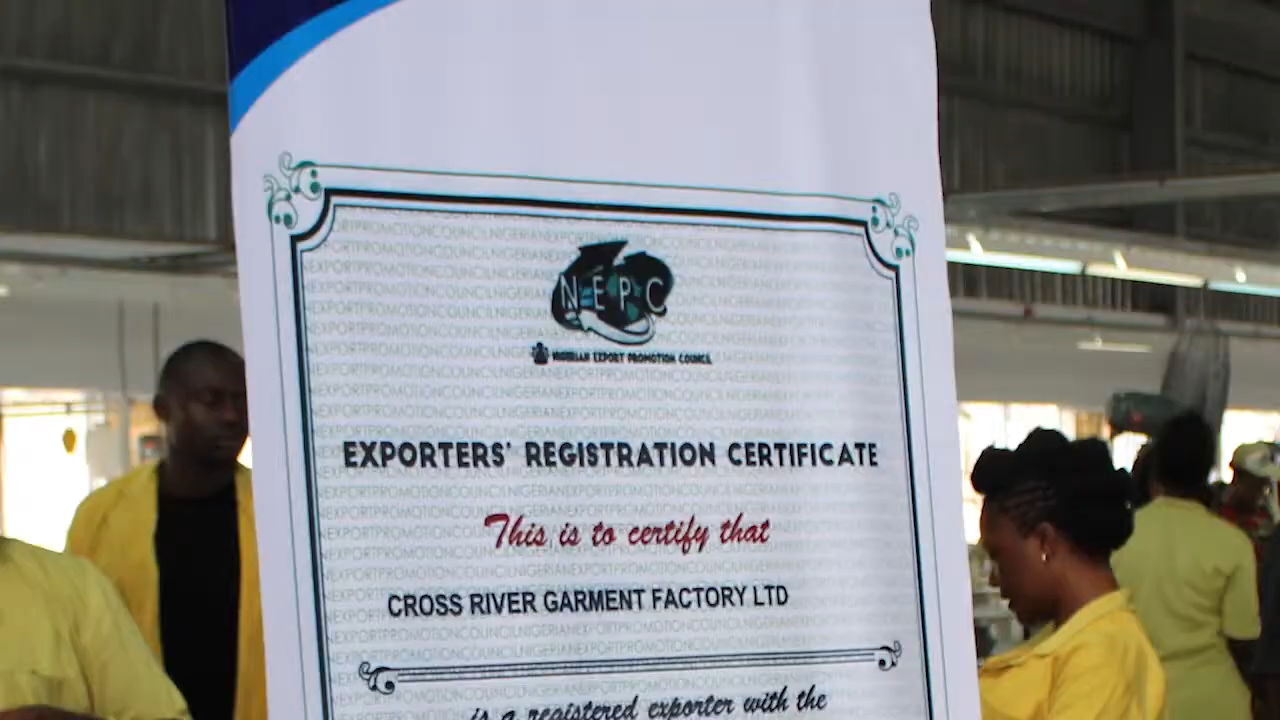 NEPC
NIGERIAN EXPORT PROMOTION COUNCIL
EXPORTERS' REGISTRATION CERTIFICATE
This is to certify that
CROSS RIVER GARMENT FACTORY LTD
is a registered exporter with the